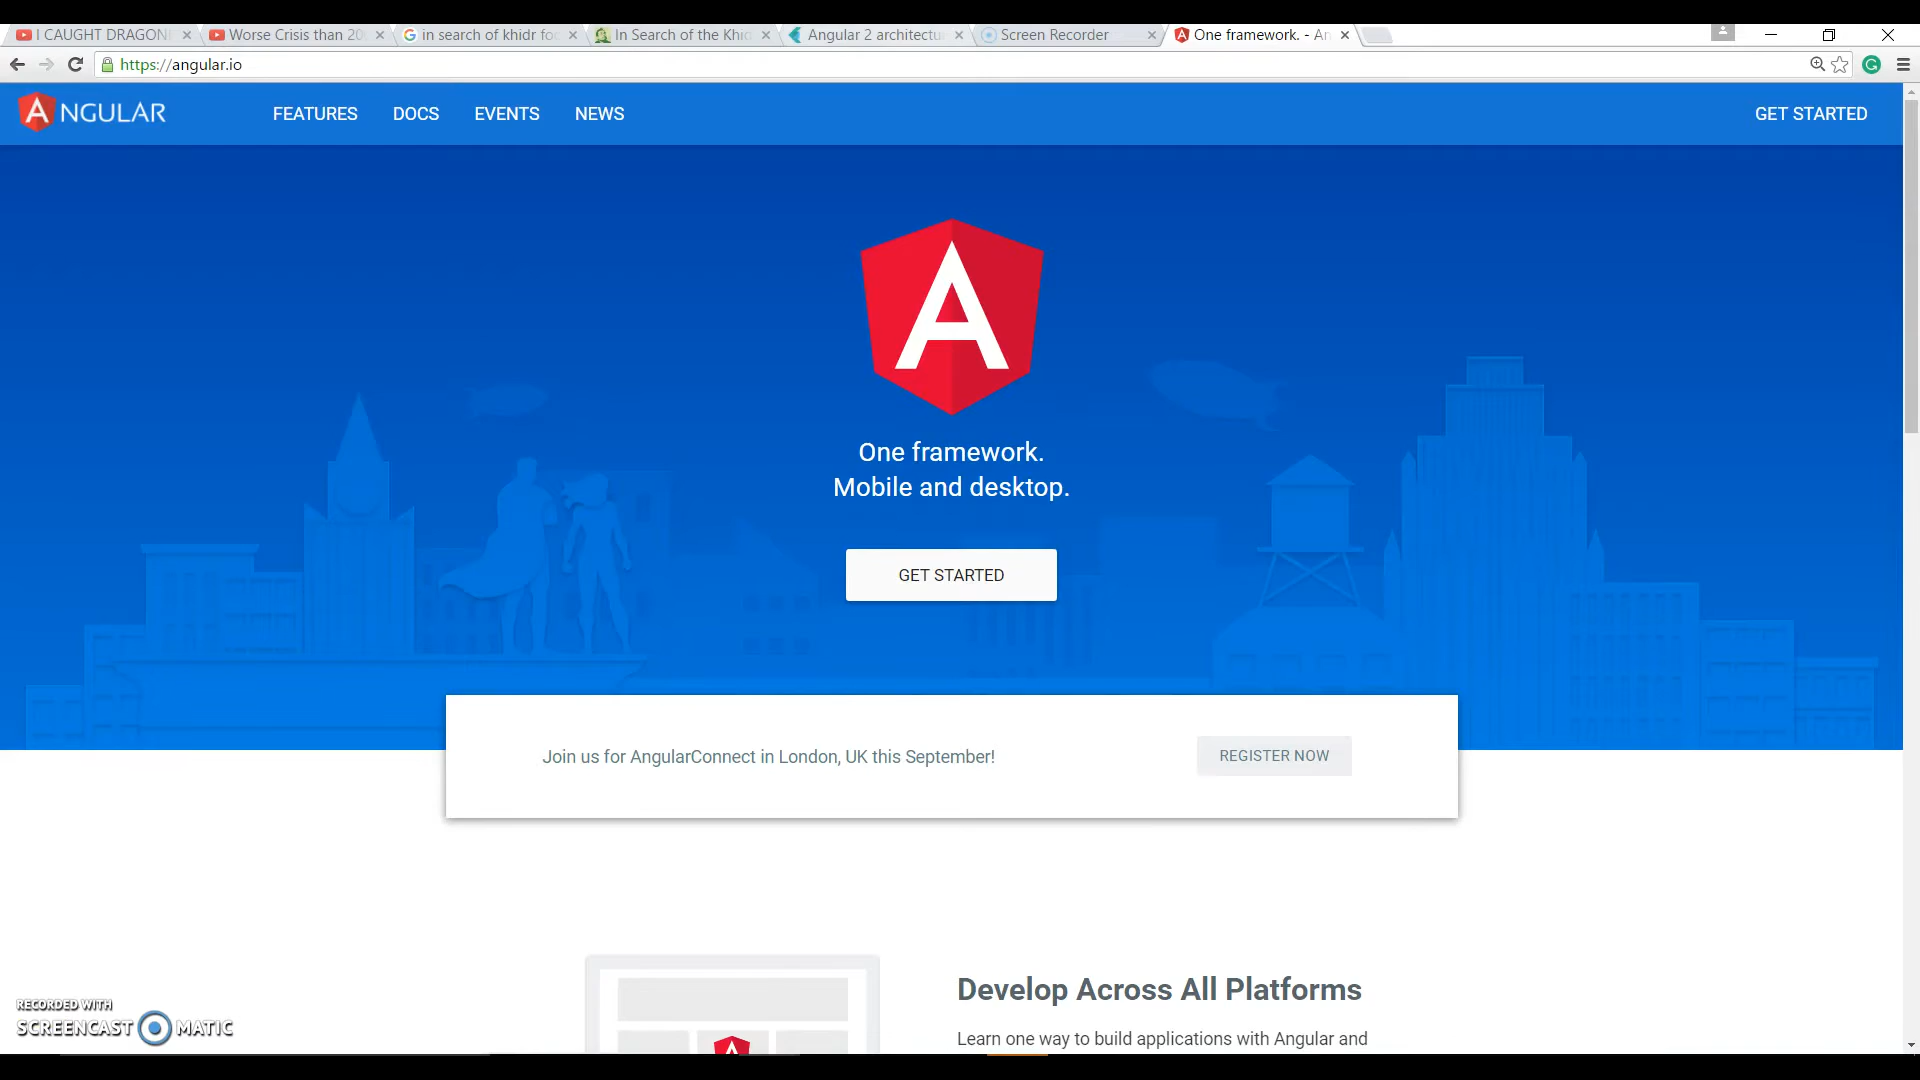 I CAUGHT DRAGON
Worse Crisis than 20
in search of khidr fo
In Search of the Khi
Angular 2 architectu
Screen Recorder
One framework. - An
https://angular.io
ANGULAR
FEATURES
DOCS
EVENTS
NEWS
GET STARTED
A
One framework.
Mobile and desktop.
GET STARTED
Join us for AngularConnect in London, UK this September!
REGISTER NOW
Develop Across All Platforms
Learn one way to build applications with Angular and
RECORDED WITH
SCREENCAST MATIC